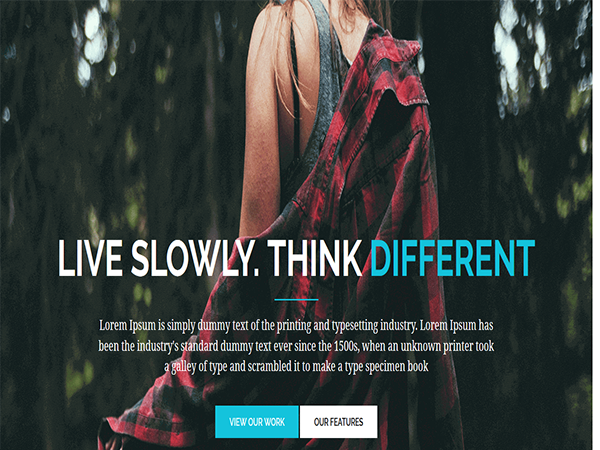 LIVE SLOWLY. THINK DIFFERENT
Lorem Ipsum is simply dummy text of the printing and typesetting industry. Lorem Ipsum has
been the industry's standard dummy text ever since the 1500s, when an unknown printer took
a galley of type and scrambled it to make a type specimen book
VIEW OUR WORK OUR FEATURES